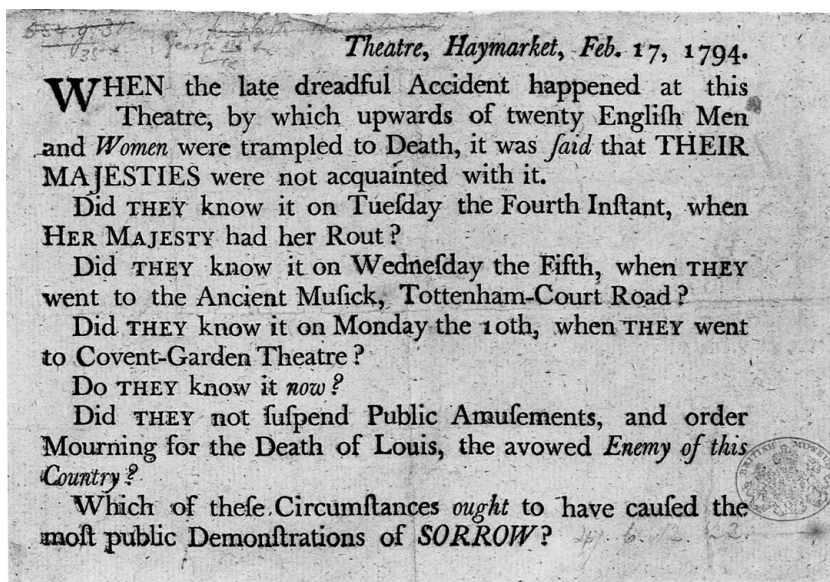 Theatre, Haymarket, Feb. 17, 1794.
WHEN the late dreadful Accident happened at this
Theatre, by which upwards of twenty Engliſh Men
and Women were trampled to Death, it was ſaid that THEIR
MAJESTIES were not acquainted with it.
Did THEY know it on Tueſday the Fourth Inſtant, when
HER MAJESTY had her Rout?
Did THEY know it on Wedneſday the Fifth, when THEY
went to the Ancient Muſick, Tottenham-Court Road?
Did THEY know it on Monday the 10th, when THEY went
to Covent-Garden Theatre?
Do THEY know it now?
Did THEY not ſuſpend Public Amuſements, and order
Mourning for the Death of Louis, the avowed Enemy of this
Country?
Which of theſe Circumſtances ought to have cauſed the
moſt public Demonſtrations of SORROW?
BRITISH MUSEUM